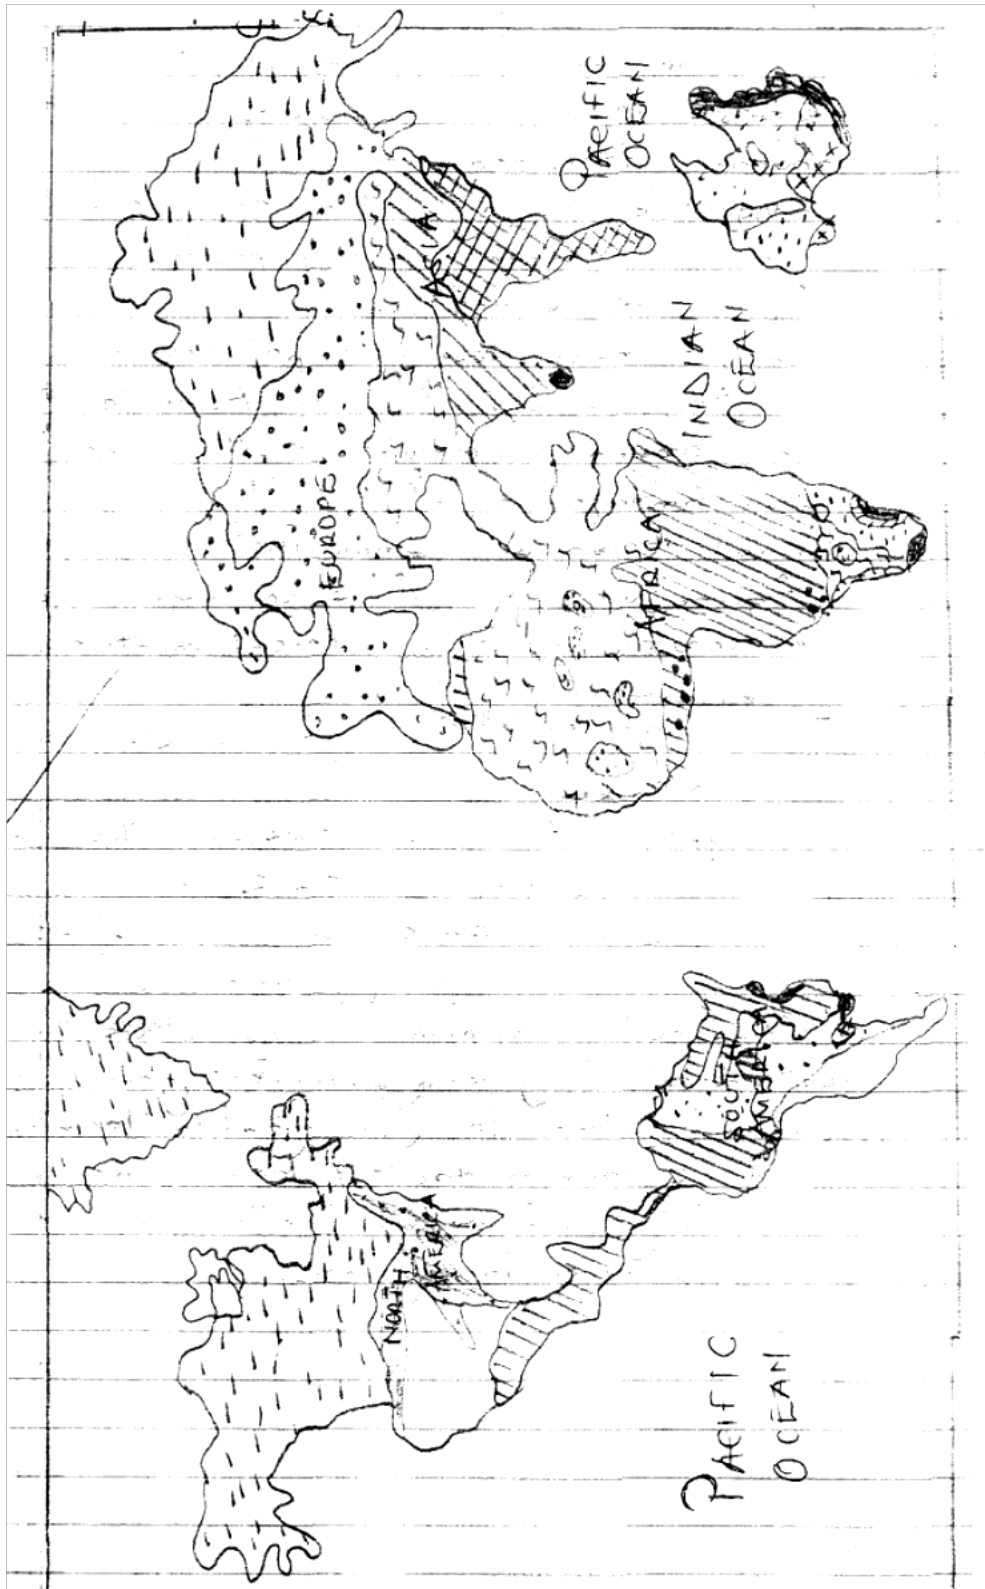 PACIFIC
OCEAN
ASIA
INDIAN
OCEAN
EUROPE
AFRICA
SOUTH
AMERICA
NORTH
AMERICA
PACIFIC
OCEAN